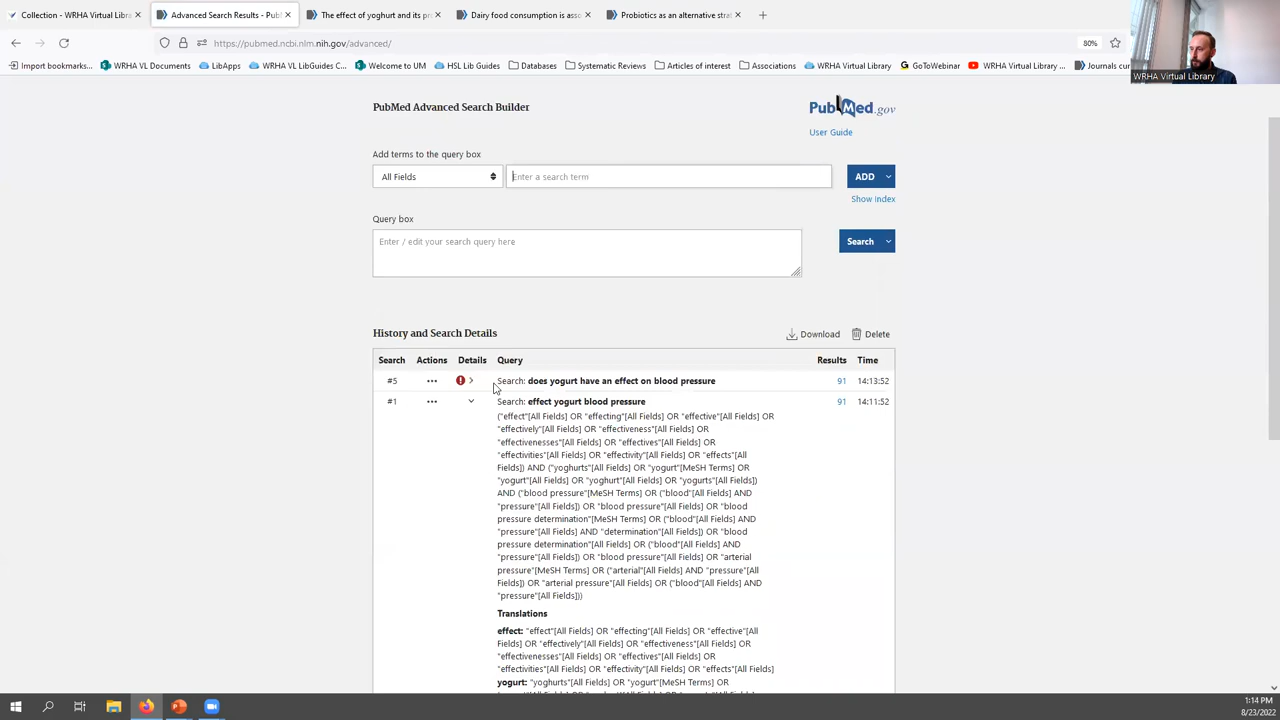 Collection - WRHA Virtual Libra
Advanced Search Results - Pub
The effect of yoghurt and its pr
Dairy food consumption is asso
Probiotics as an alternative strat
https://pubmed.ncbi.nlm.nih.gov/advanced/
80%
Import bookmarks...
WRHA VL Documents
LibApps
WRHA VL LibGuides C...
Welcome to UM
HSL Lib Guides
Databases
Systematic Reviews
Articles of interest
Associations
WRHA Virtual Library
GoToWebinar
WRHA Virtual Library ...
Journals cur
WRHA Virtual Library
PubMed Advanced Search Builder
PubMed.gov
User Guide
Add terms to the query box
All Fields
Enter a search term
ADD
Show Index
Query box
Enter / edit your search query here
Search
History and Search Details
Download
Delete
Search Actions Details Query Results Time
#5 ••• Search: does yogurt have an effect on blood pressure 91 14:13:52
#1 ••• Search: effect yogurt blood pressure 91 14:11:52
("effect"[All Fields] OR "effecting"[All Fields] OR "effective"[All Fields] OR
"effectively"[All Fields] OR "effectiveness"[All Fields] OR
"effectivenesses"[All Fields] OR "effectives"[All Fields] OR
"effectivities"[All Fields] OR "effectivity"[All Fields] OR "effects"[All
Fields]) AND ("yoghurts"[All Fields] OR "yogurt"[MeSH Terms] OR
"yogurt"[All Fields] OR "yoghurt"[All Fields] OR "yogurts"[All Fields])
AND ("blood pressure"[MeSH Terms] OR ("blood"[All Fields] AND
"pressure"[All Fields]) OR "blood pressure"[All Fields] OR "blood
pressure determination"[MeSH Terms] OR ("blood"[All Fields] AND
"pressure"[All Fields] AND "determination"[All Fields]) OR "blood
pressure determination"[All Fields] OR ("blood"[All Fields] AND
"pressure"[All Fields]) OR "blood pressure"[All Fields] OR "arterial
pressure"[MeSH Terms] OR ("arterial"[All Fields] AND "pressure"[All
Fields]) OR "arterial pressure"[All Fields] OR ("blood"[All Fields] AND
"pressure"[All Fields]))
Translations
effect: "effect"[All Fields] OR "effecting"[All Fields] OR "effective"[All
Fields] OR "effectively"[All Fields] OR "effectiveness"[All Fields] OR
"effectivenesses"[All Fields] OR "effectives"[All Fields] OR
"effectivities"[All Fields] OR "effectivity"[All Fields] OR "effects"[All Fields]
yogurt: "yoghurts"[All Fields] OR "yogurt"[MeSH Terms] OR
1:14 PM
8/23/2022